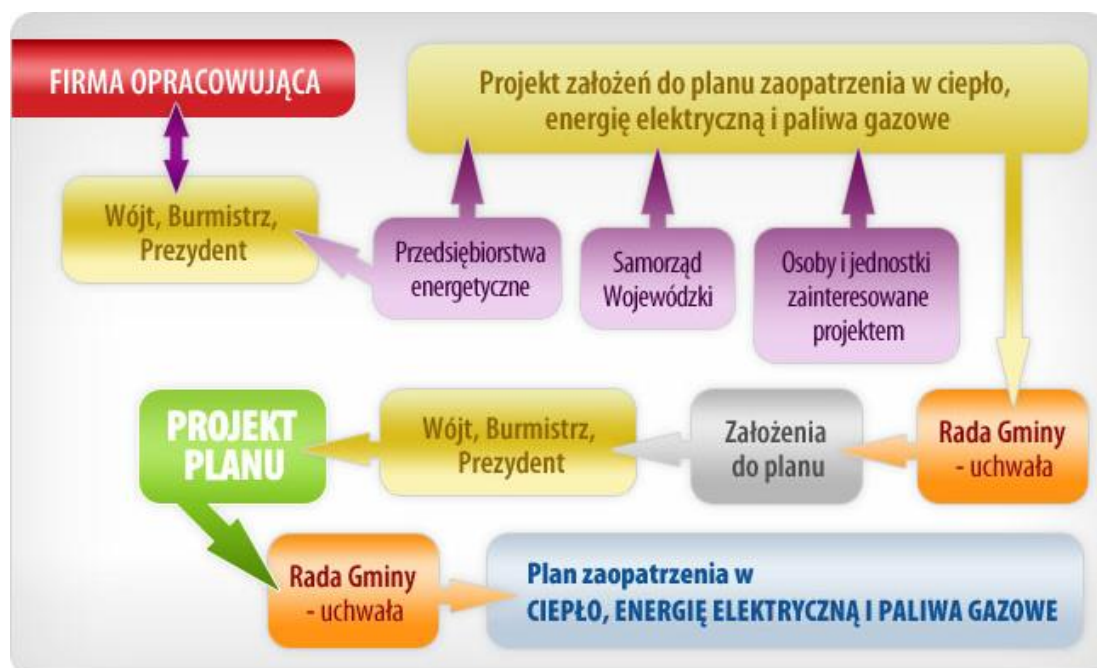 FIRMA OPRACOWUJĄCA
Projekt założeń do planu zaopatrzenia w ciepło,
energię elektryczną i paliwa gazowe
Wójt, Burmistrz,
Prezydent
Przedsiębiorstwa
energetyczne
Samorząd
Wojewódzki
Osoby i jednostki
zainteresowane
projektem
PROJEKT
PLANU
Wójt, Burmistrz,
Prezydent
Założenia
do planu
Rada Gminy
- uchwała
Rada Gminy
- uchwała
Plan zaopatrzenia w
CIEPŁO, ENERGIĘ ELEKTRYCZNĄ I PALIWA GAZOWE